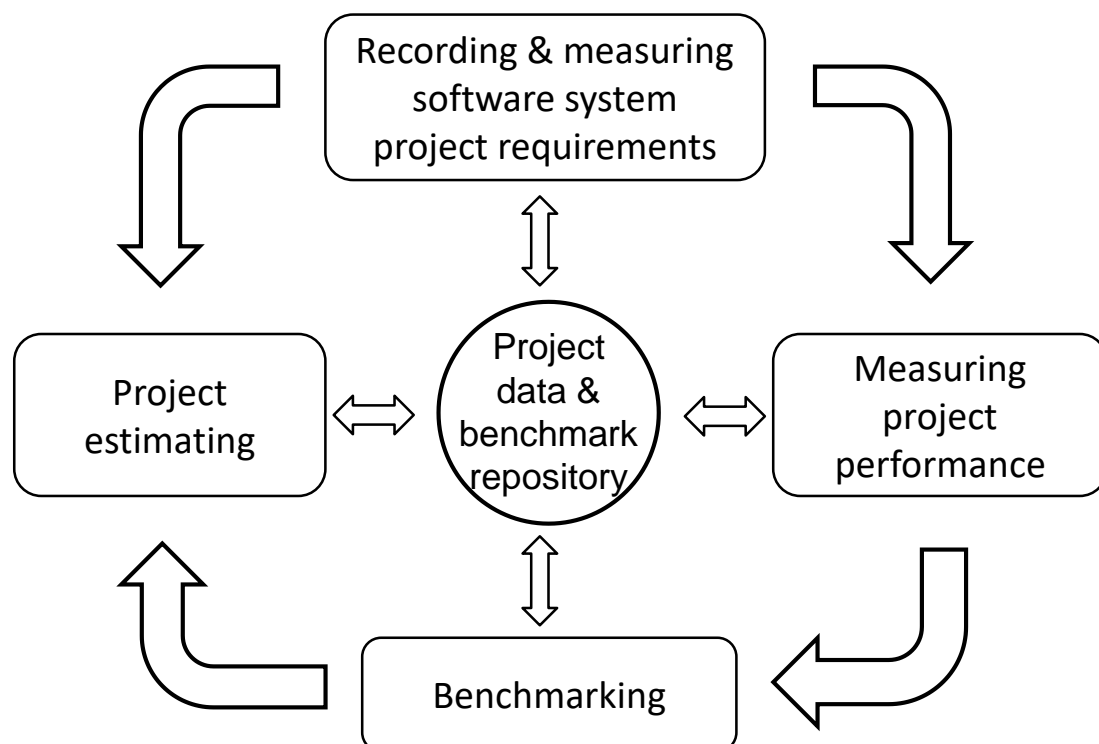 Recording & measuring
software system
project requirements
Project
estimating
Project
data &
benchmark
repository
Measuring
project
performance
Benchmarking